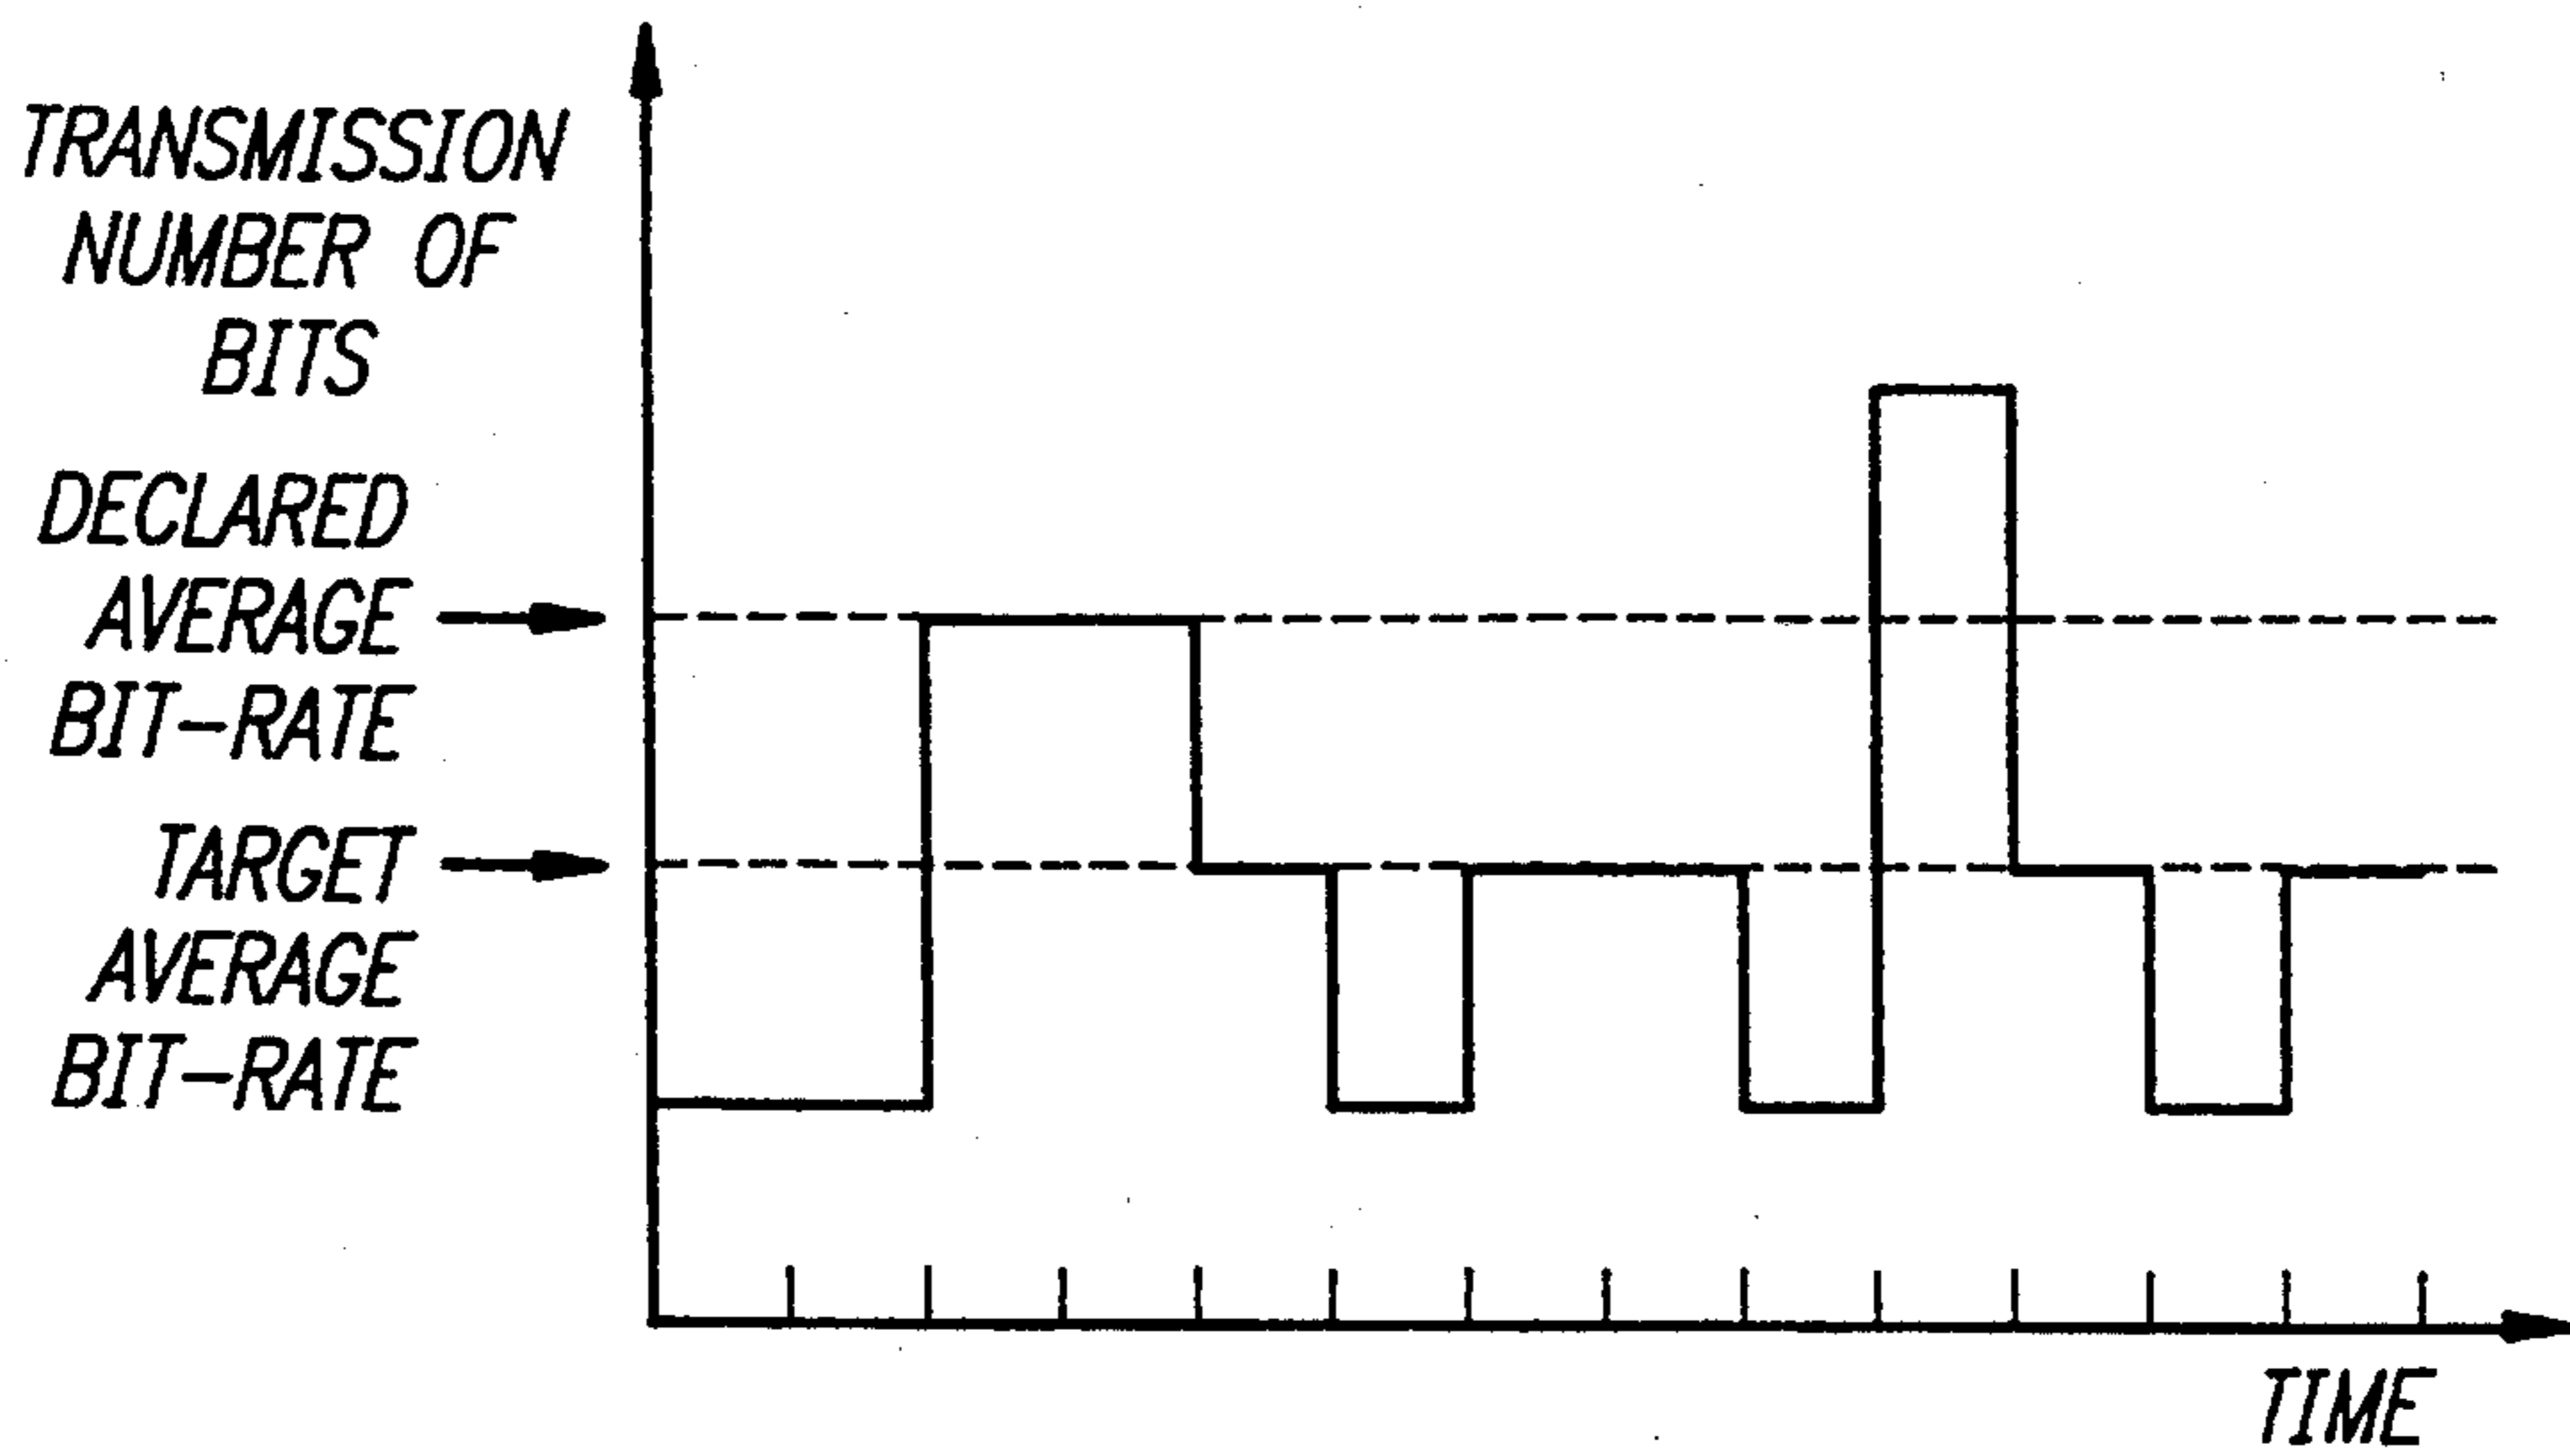 TRANSMISSION
NUMBER OF
BITS
DECLARED
AVERAGE
BIT-RATE
TARGET
AVERAGE
BIT-RATE
TIME